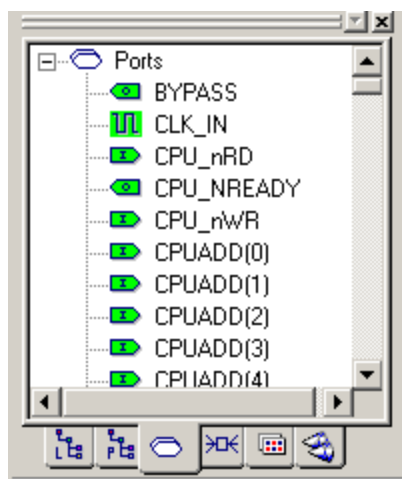 Ports
BYPASS
CLK_IN
CPU_nRD
CPU_NREADY
CPU_nWR
CPUADD(0)
CPUADD(1)
CPUADD(2)
CPUADD(3)
CPUADD(4)
L P